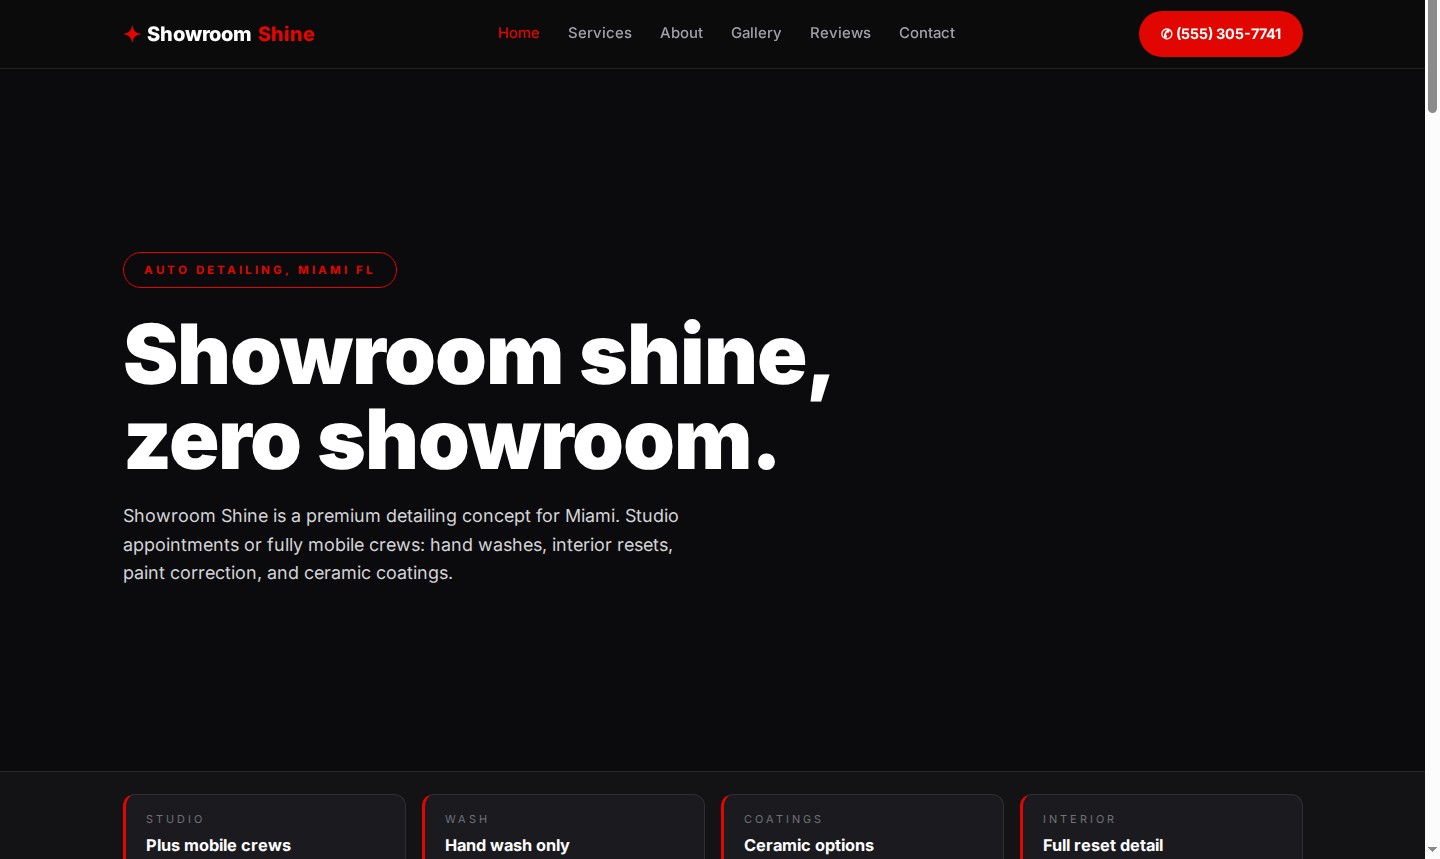 ✦ Showroom Shine
Home Services About Gallery Reviews Contact
✆ (555) 305-7741
AUTO DETAILING, MIAMI FL
Showroom shine,
zero showroom.
Showroom Shine is a premium detailing concept for Miami. Studio
appointments or fully mobile crews: hand washes, interior resets,
paint correction, and ceramic coatings.
STUDIO
Plus mobile crews
WASH
Hand wash only
COATINGS
Ceramic options
INTERIOR
Full reset detail